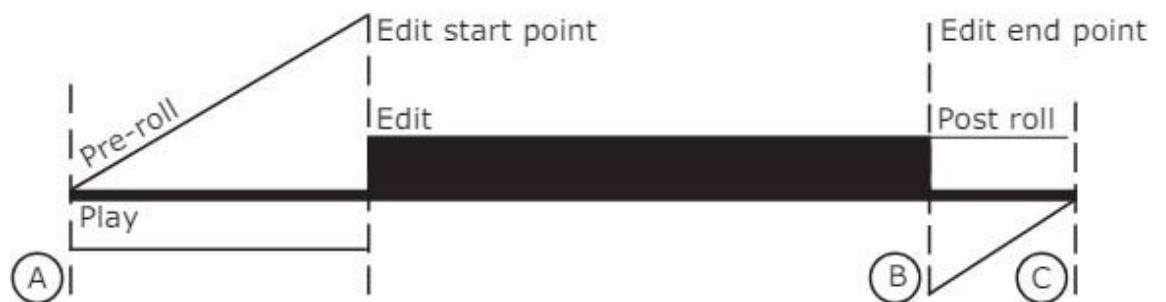 Edit start point
Edit end point
Pre-roll
Edit
Post roll
Play
A
B
C